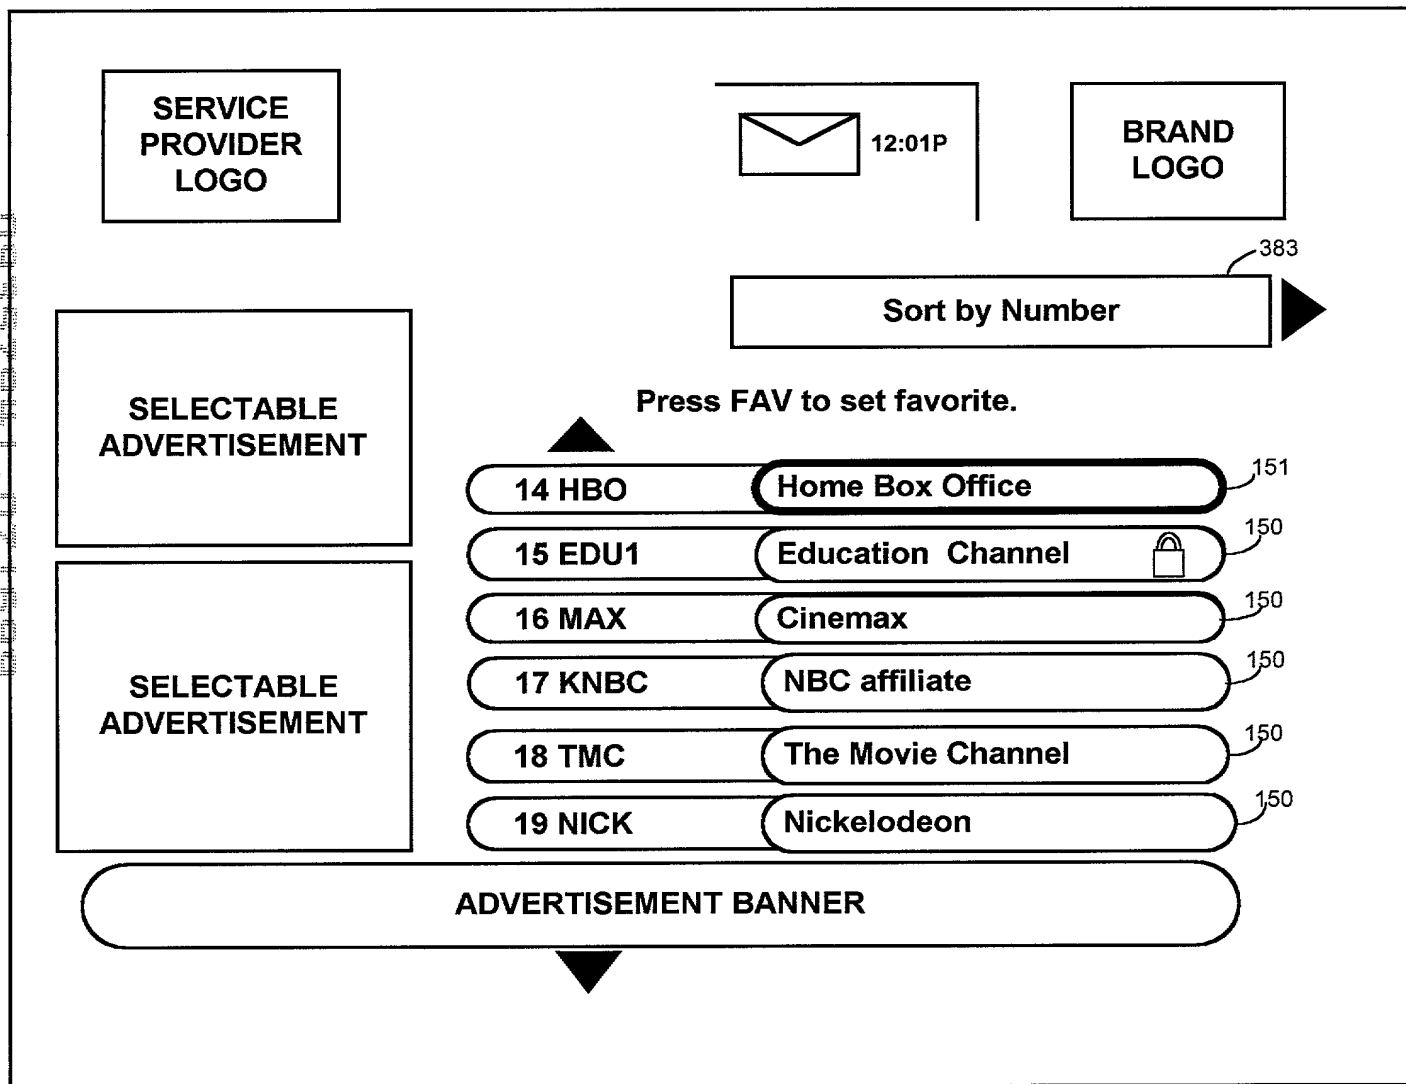 SERVICE
PROVIDER
LOGO
12:01P
BRAND
LOGO
383
Sort by Number
SELECTABLE
ADVERTISEMENT
Press FAV to set favorite.
14 HBO Home Box Office 151
15 EDU1 Education Channel 150
16 MAX Cinemax 150
17 KNBC NBC affiliate 150
SELECTABLE
ADVERTISEMENT
18 TMC The Movie Channel 150
19 NICK Nickelodeon 150
ADVERTISEMENT BANNER